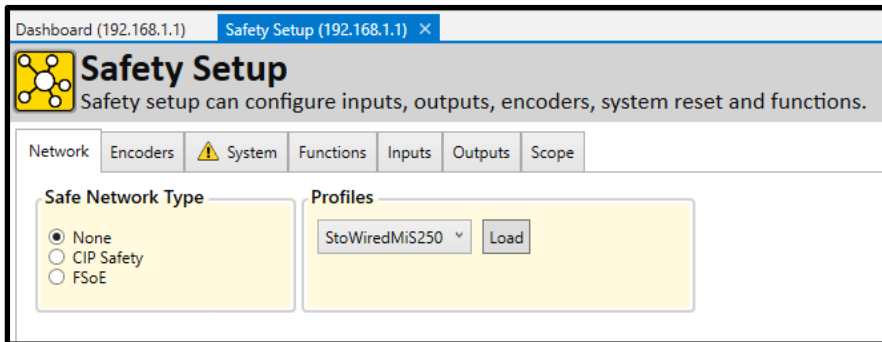 Dashboard (192.168.1.1) Safety Setup (192.168.1.1) ×
Safety Setup
Safety setup can configure inputs, outputs, encoders, system reset and functions.
Network Encoders System Functions Inputs Outputs Scope
Safe Network Type Profiles
None StoWiredMiS250 Load
CIP Safety
FSoE